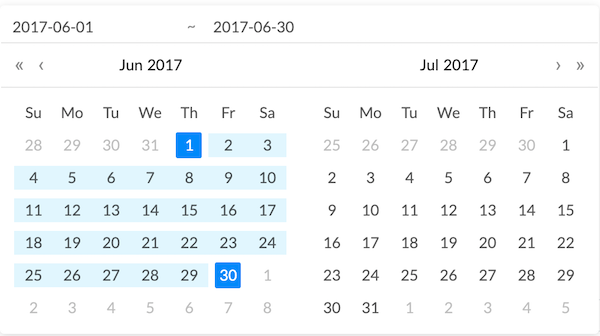 2017-06-01 ~ 2017-06-30
« ‹ Jun 2017 Jul 2017 › »
Su Mo Tu We Th Fr Sa Su Mo Tu We Th Fr Sa
28 29 30 31 1 2 3 25 26 27 28 29 30 1
4 5 6 7 8 9 10 2 3 4 5 6 7 8
11 12 13 14 15 16 17 9 10 11 12 13 14 15
18 19 20 21 22 23 24 16 17 18 19 20 21 22
25 26 27 28 29 30 1 23 24 25 26 27 28 29
2 3 4 5 6 7 8 30 31 1 2 3 4 5